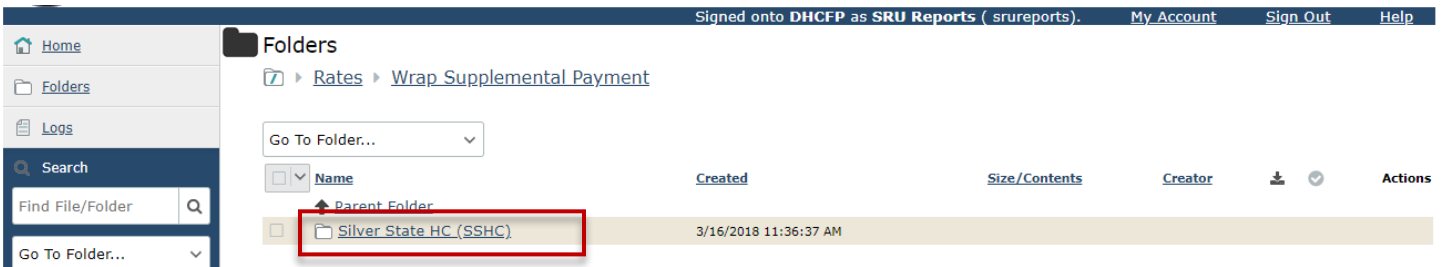 Signed onto DHCFP as SRU Reports ( srureports). My Account Sign Out Help
Home
Folders
Logs
Search
Find File/Folder
Go To Folder...
Folders
Rates Wrap Supplemental Payment
Go To Folder...
Name Created Size/Contents Creator Actions
Parent Folder
Silver State HC (SSHC) 3/16/2018 11:36:37 AM